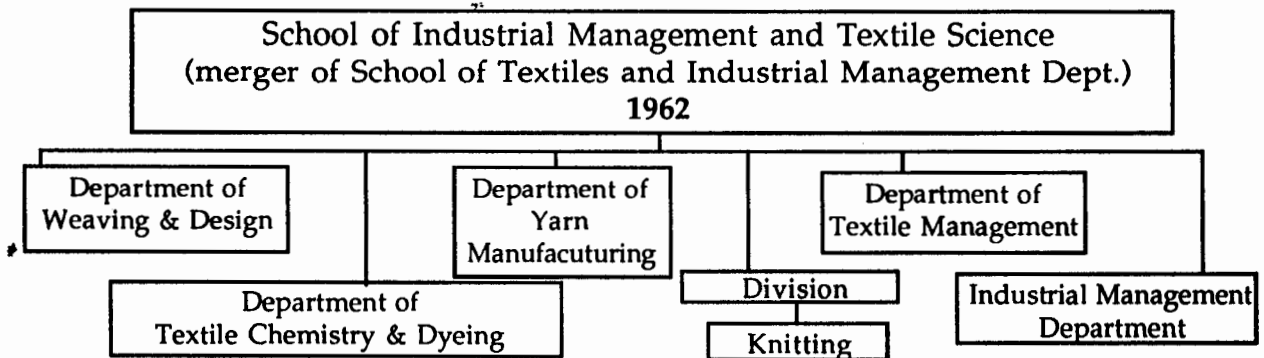 School of Industrial Management and Textile Science
(merger of School of Textiles and Industrial Management Dept.)
1962
Department of
Weaving & Design
Department of
Textile Chemistry & Dyeing
Department of
Yarn
Manufacuturing
Division
Knitting
Department of
Textile Management
Industrial Management
Department